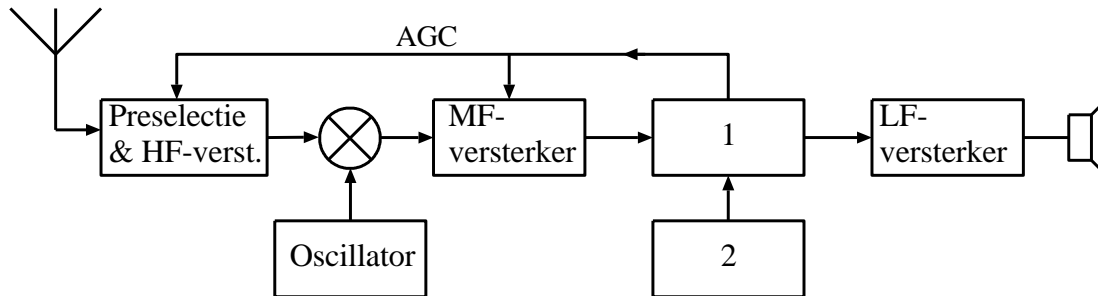 AGC
Preselectie
& HF-verst.
MF-
versterker
1
LF-
versterker
Oscillator
2